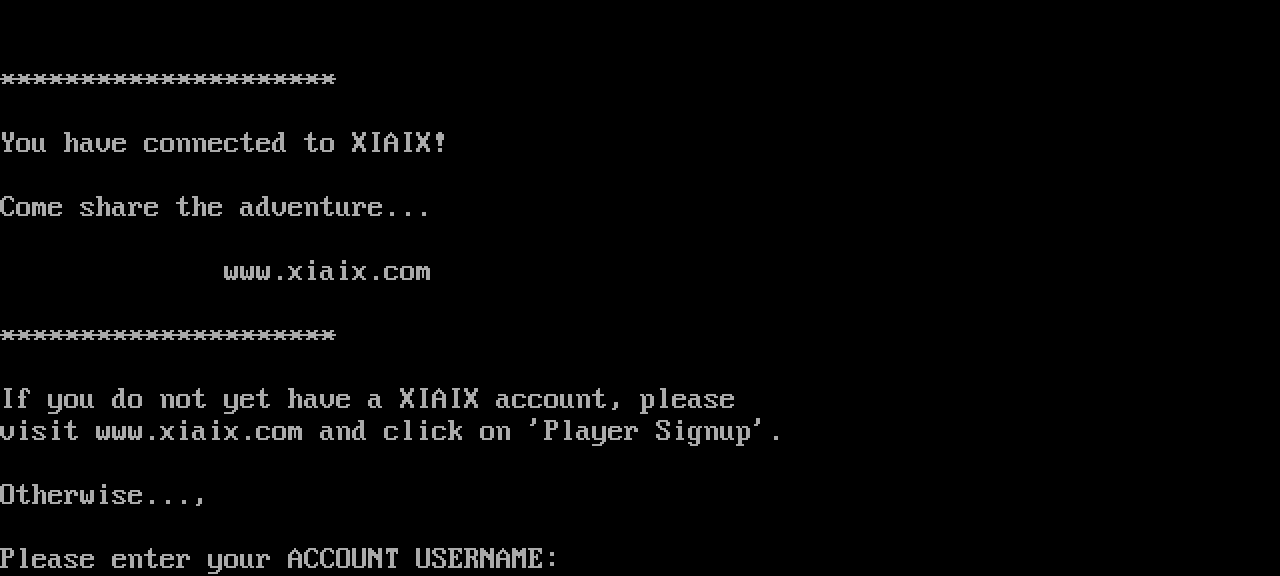 *********************
You have connected to XIAIX!
Come share the adventure...
www.xiaix.com
*********************
If you do not yet have a XIAIX account, please
visit www.xiaix.com and click on 'Player Signup'.
Otherwise...,
Please enter your ACCOUNT USERNAME: